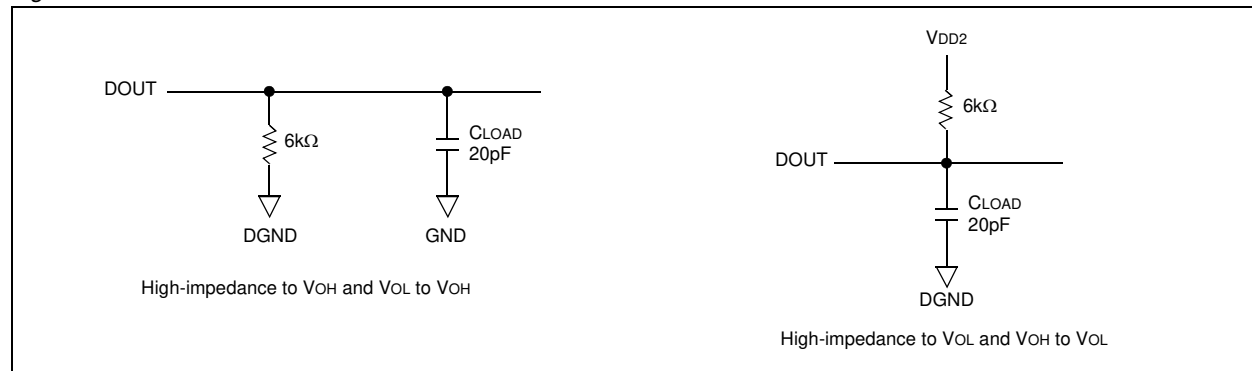 DOUT
6kΩ
CLOAD
20pF
DGND
GND
High-impedance to VOH and VOL to VOH
VDD2
6kΩ
DOUT
CLOAD
20pF
DGND
High-impedance to VOL and VOH to VOL